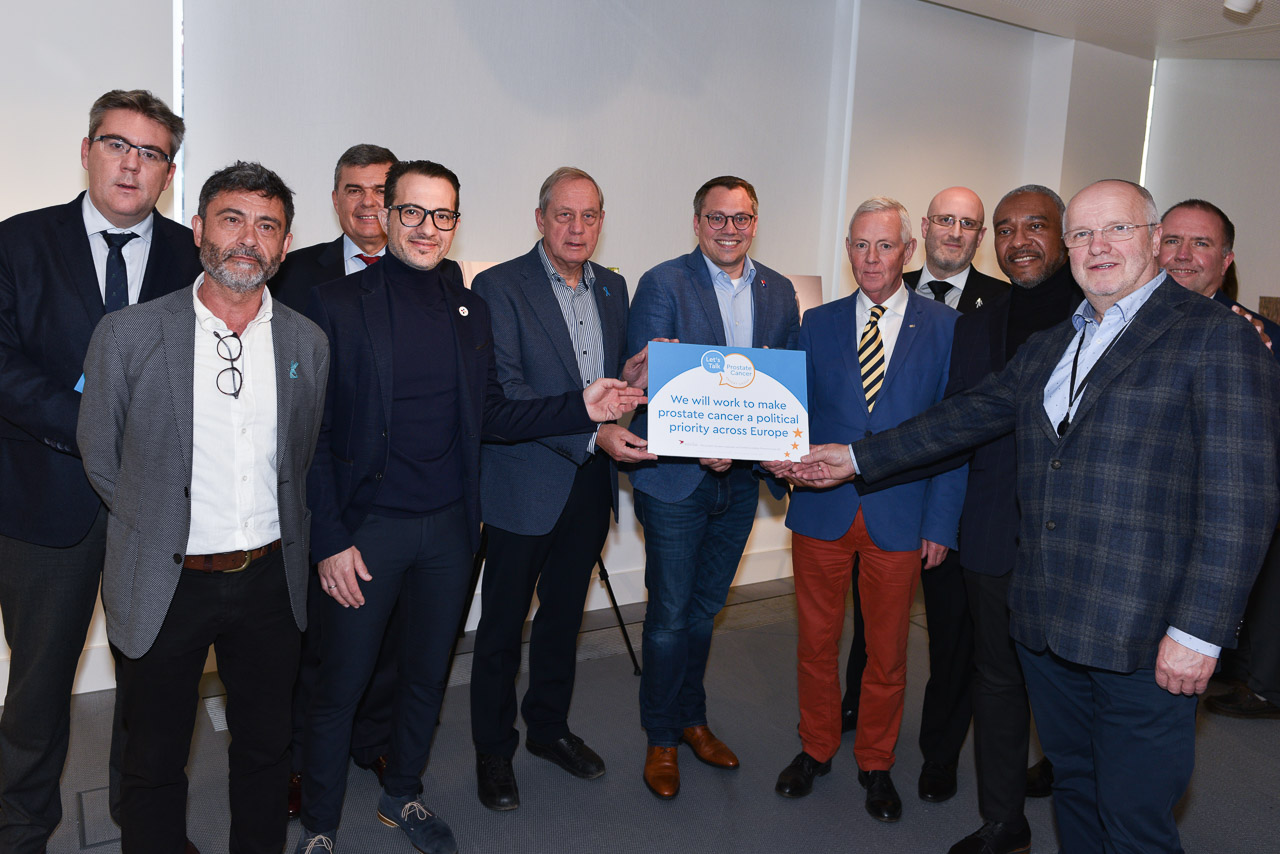 Let's
Talk
Prostate
Cancer
We will work to make
prostate cancer a political
priority across Europe